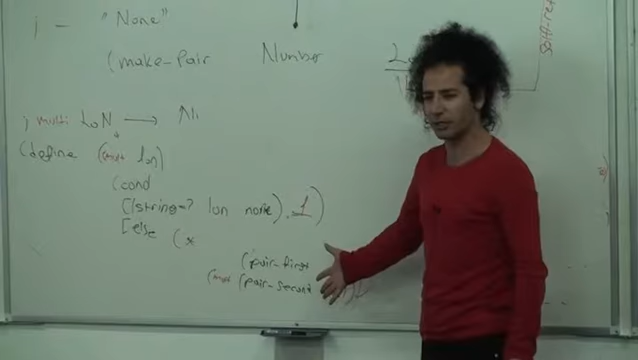 i - "None"
(make-Pair Number
; multi LoN →
(define (mult lon)
(cond
[(string=? lon none), 1)
[else (*
(pair-first
(mult (pair-second